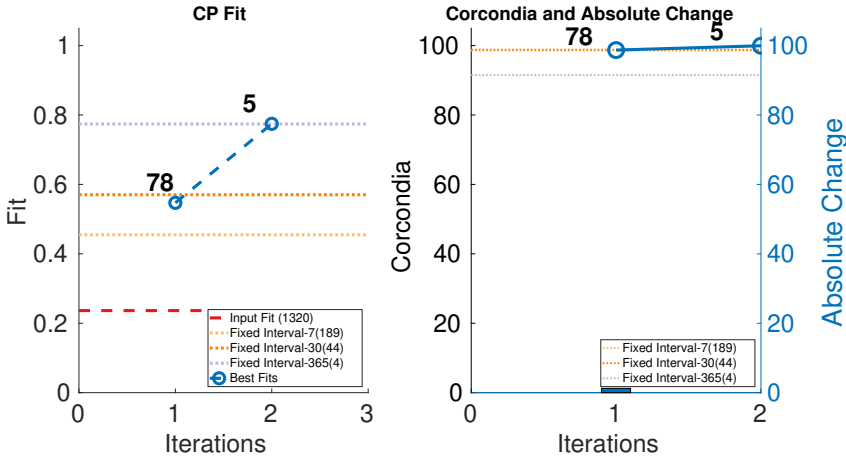 CP Fit
1
0.8
0.6
0.4
0.2
0
Fit
78
5
Input Fit (1320)
Fixed Interval-7(189)
Fixed Interval-30(44)
Fixed Interval-365(4)
Best Fits
0
1
2
3
Iterations
Corcondia and Absolute Change
100
80
60
40
20
0
Corcondia
78
5
Fixed Interval-7(189)
Fixed Interval-30(44)
Fixed Interval-365(4)
0
1
2
Iterations
100
80
60
40
20
0
Absolute Change